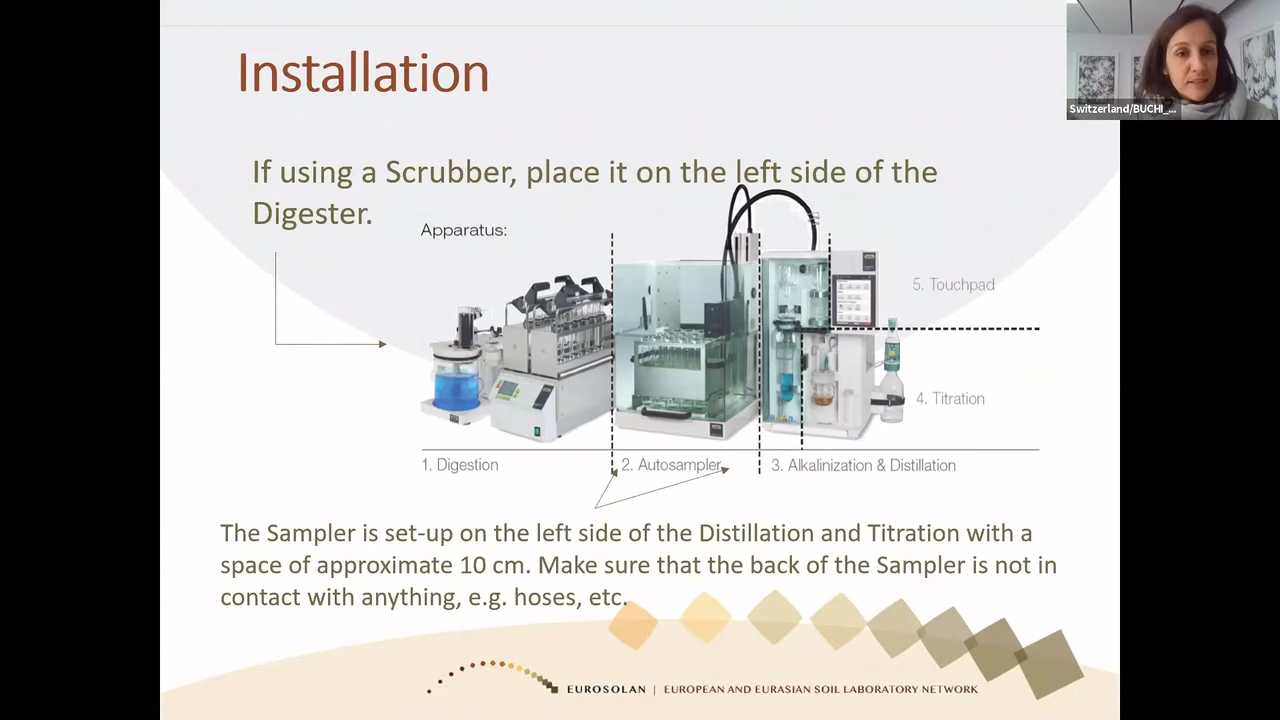 Installation
Switzerland/BUCHI_...
If using a Scrubber, place it on the left side of the
Digester.
Apparatus:
5. Touchpad
4. Titration
1. Digestion
2. Autosampler
3. Alkalinization & Distillation
The Sampler is set-up on the left side of the Distillation and Titration with a
space of approximate 10 cm. Make sure that the back of the Sampler is not in
contact with anything, e.g. hoses, etc.
EUROSOLAN | EUROPEAN AND EURASIAN SOIL LABORATORY NETWORK